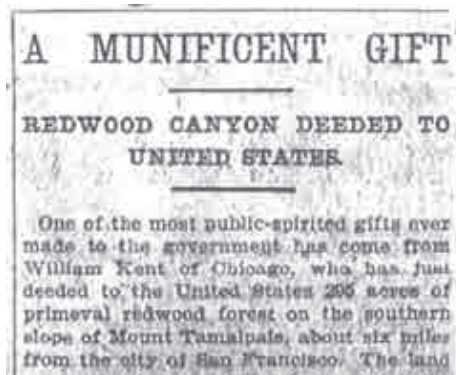 A MUNIFICENT GIFT
REDWOOD CANYON DEEDED TO
UNITED STATES.
One of the most public-spirited gifts ever
made to the government has come from
William Kent of Chicago, who has just
deeded to the United States 295 acres of
primeval redwood forest on the southern
slope of Mount Tamalpais, about six miles
from the city of San Francisco. The land